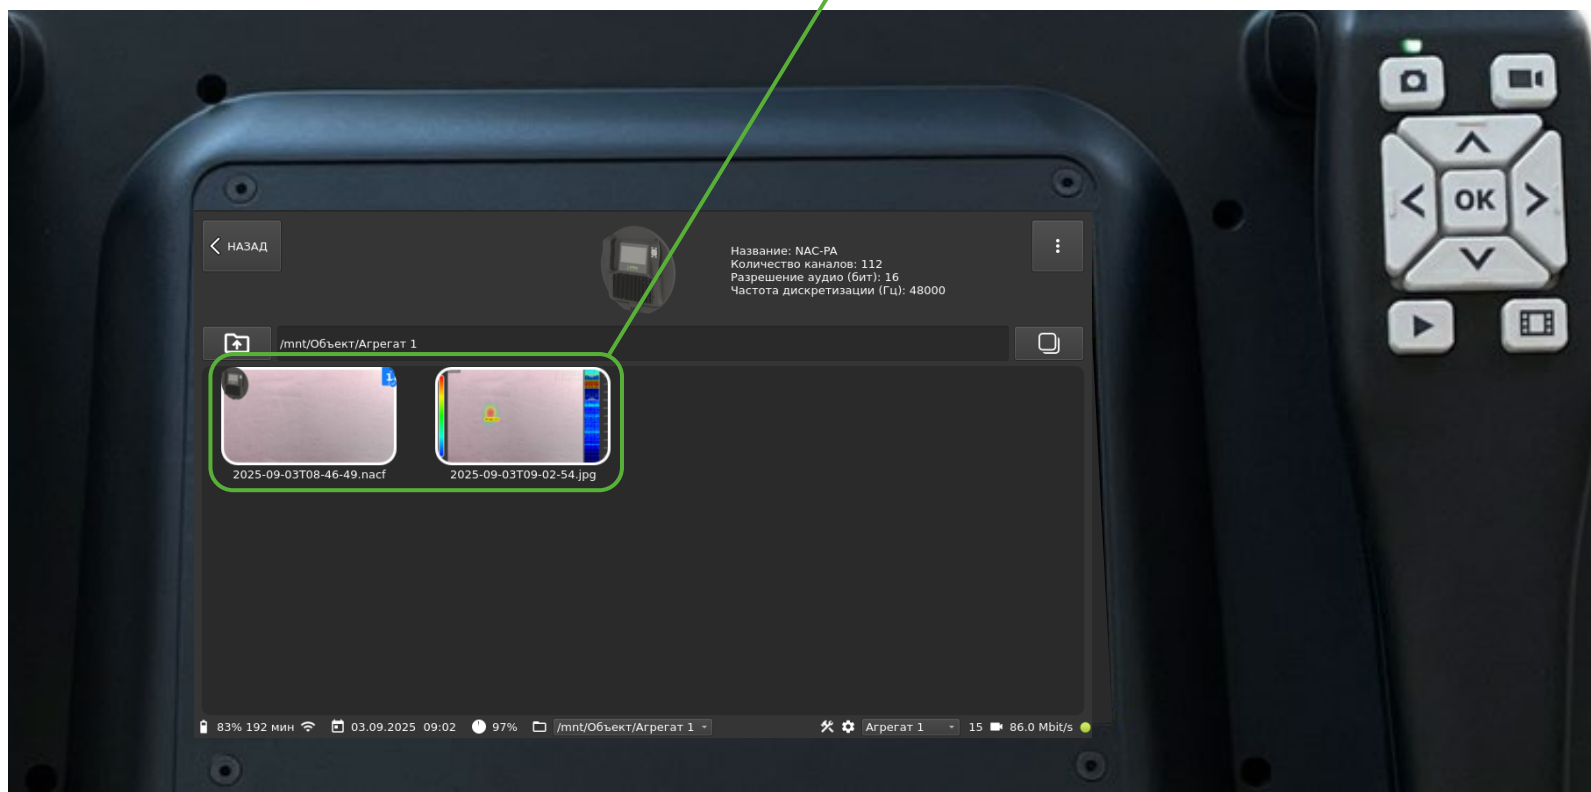 НАЗАД
Название: NAC-PA
Количество каналов: 112
Разрешение аудио (бит): 16
Частота дискретизации (Гц): 48000
/mnt/Объект/Агрегат 1
1
2025-09-03T08-46-49.nacf
2025-09-03T09-02-54.jpg
83% 192 мин 03.09.2025 09:02 97% /mnt/Объект/Агрегат 1 Агрегат 1 15 86.0 Mbit/s
OK